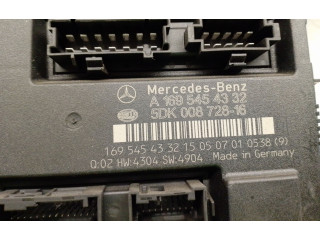 Mercedes-Benz
A 169 545 43 32
5DK 008 728-16
169 545 43 32 15 05 07 01 0538 (9)
Q:02 HW:4304 SW:4904 Made in Germany